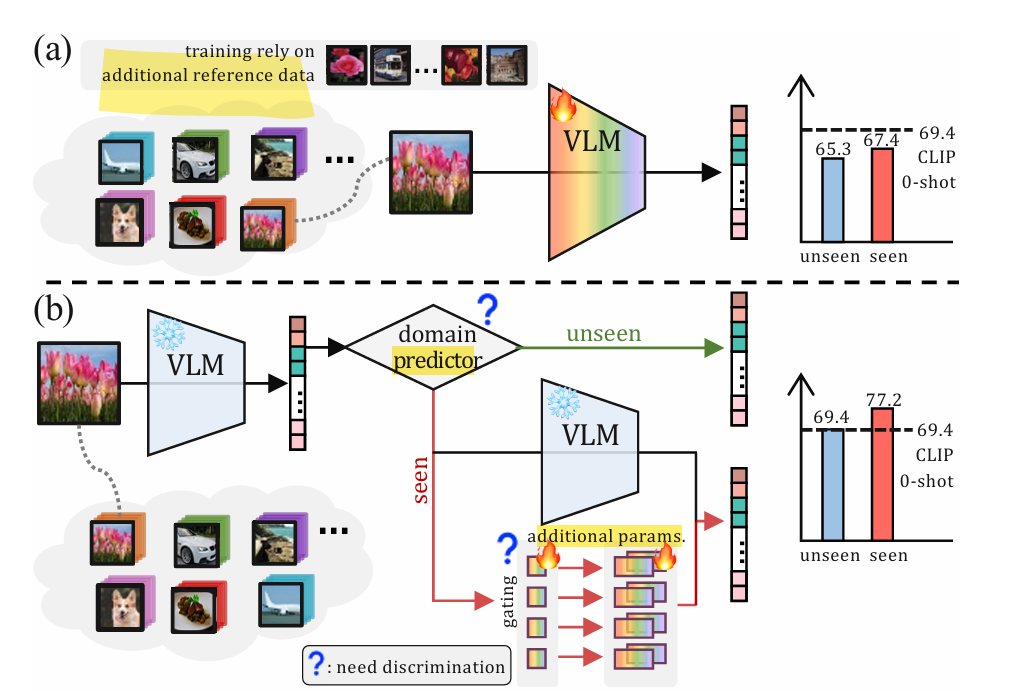 (a)
training rely on
additional reference data
...
...
VLM
65.3
67.4
69.4
CLIP
0-shot
unseen seen
(b)
VLM
domain
predictor
?
unseen
seen
VLM
additional params.
?
gating
...
69.4
77.2
69.4
CLIP
0-shot
unseen seen
?: need discrimination